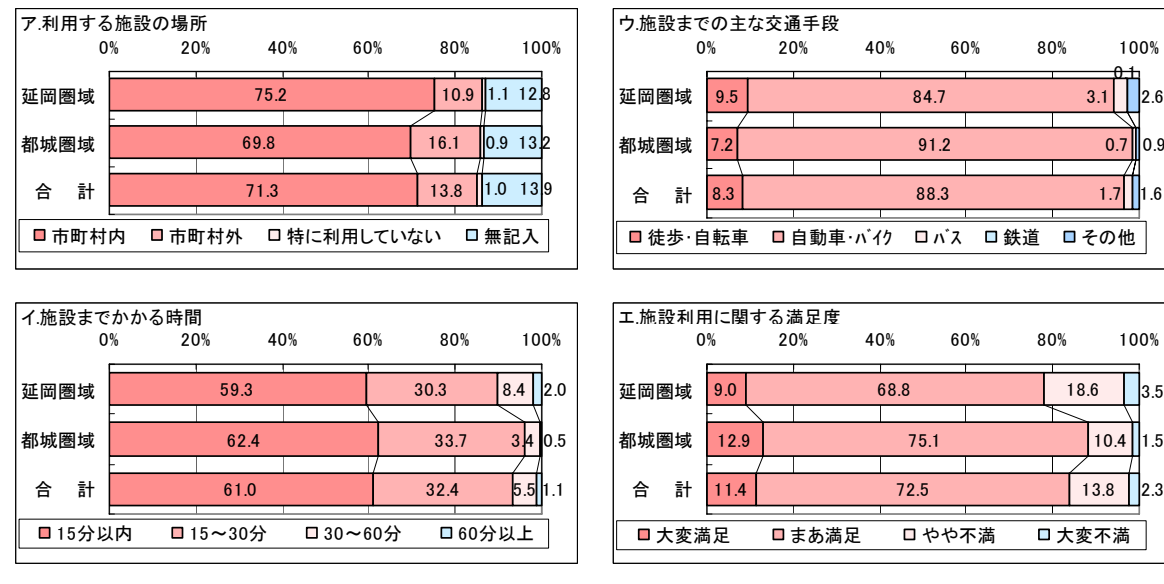 ア.利用する施設の場所
0% 20% 40% 60% 80% 100%
延岡圏域 75.2 10.9 1.1 12.8
都城圏域 69.8 16.1 0.9 13.2
合 計 71.3 13.8 1.0 13.9
市町村内 市町村外 特に利用していない 無記入
ウ.施設までの主な交通手段
0% 20% 40% 60% 80% 100%
0.1
延岡圏域 9.5 84.7 3.1 2.6
都城圏域 7.2 91.2 0.7 0.9
合 計 8.3 88.3 1.7 1.6
徒歩・自転車 自動車・バイク バス 鉄道 その他
イ.施設までかかる時間
0% 20% 40% 60% 80% 100%
延岡圏域 59.3 30.3 8.4 2.0
都城圏域 62.4 33.7 3.4 0.5
合 計 61.0 32.4 5.5 1.1
15分以内 15～30分 30～60分 60分以上
エ.施設利用に関する満足度
0% 20% 40% 60% 80% 100%
延岡圏域 9.0 68.8 18.6 3.5
都城圏域 12.9 75.1 10.4 1.5
合 計 11.4 72.5 13.8 2.3
大変満足 まあ満足 やや不満 大変不満